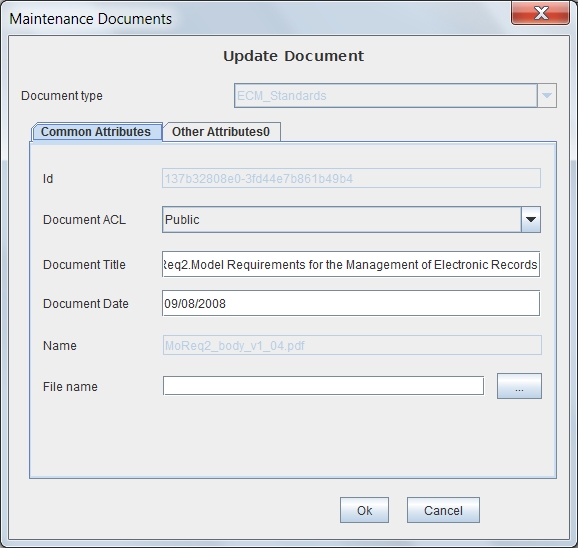 Maintenance Documents
Update Document
Document type
ECM_Standards
Common Attributes
Other Attributes0
Id
137b32808e0-3fd44e7b861b49b4
Document ACL
Public
Document Title
Req2.Model Requirements for the Management of Electronic Records
Document Date
09/08/2008
Name
MoReq2_body_v1_04.pdf
File name
...
Ok
Cancel